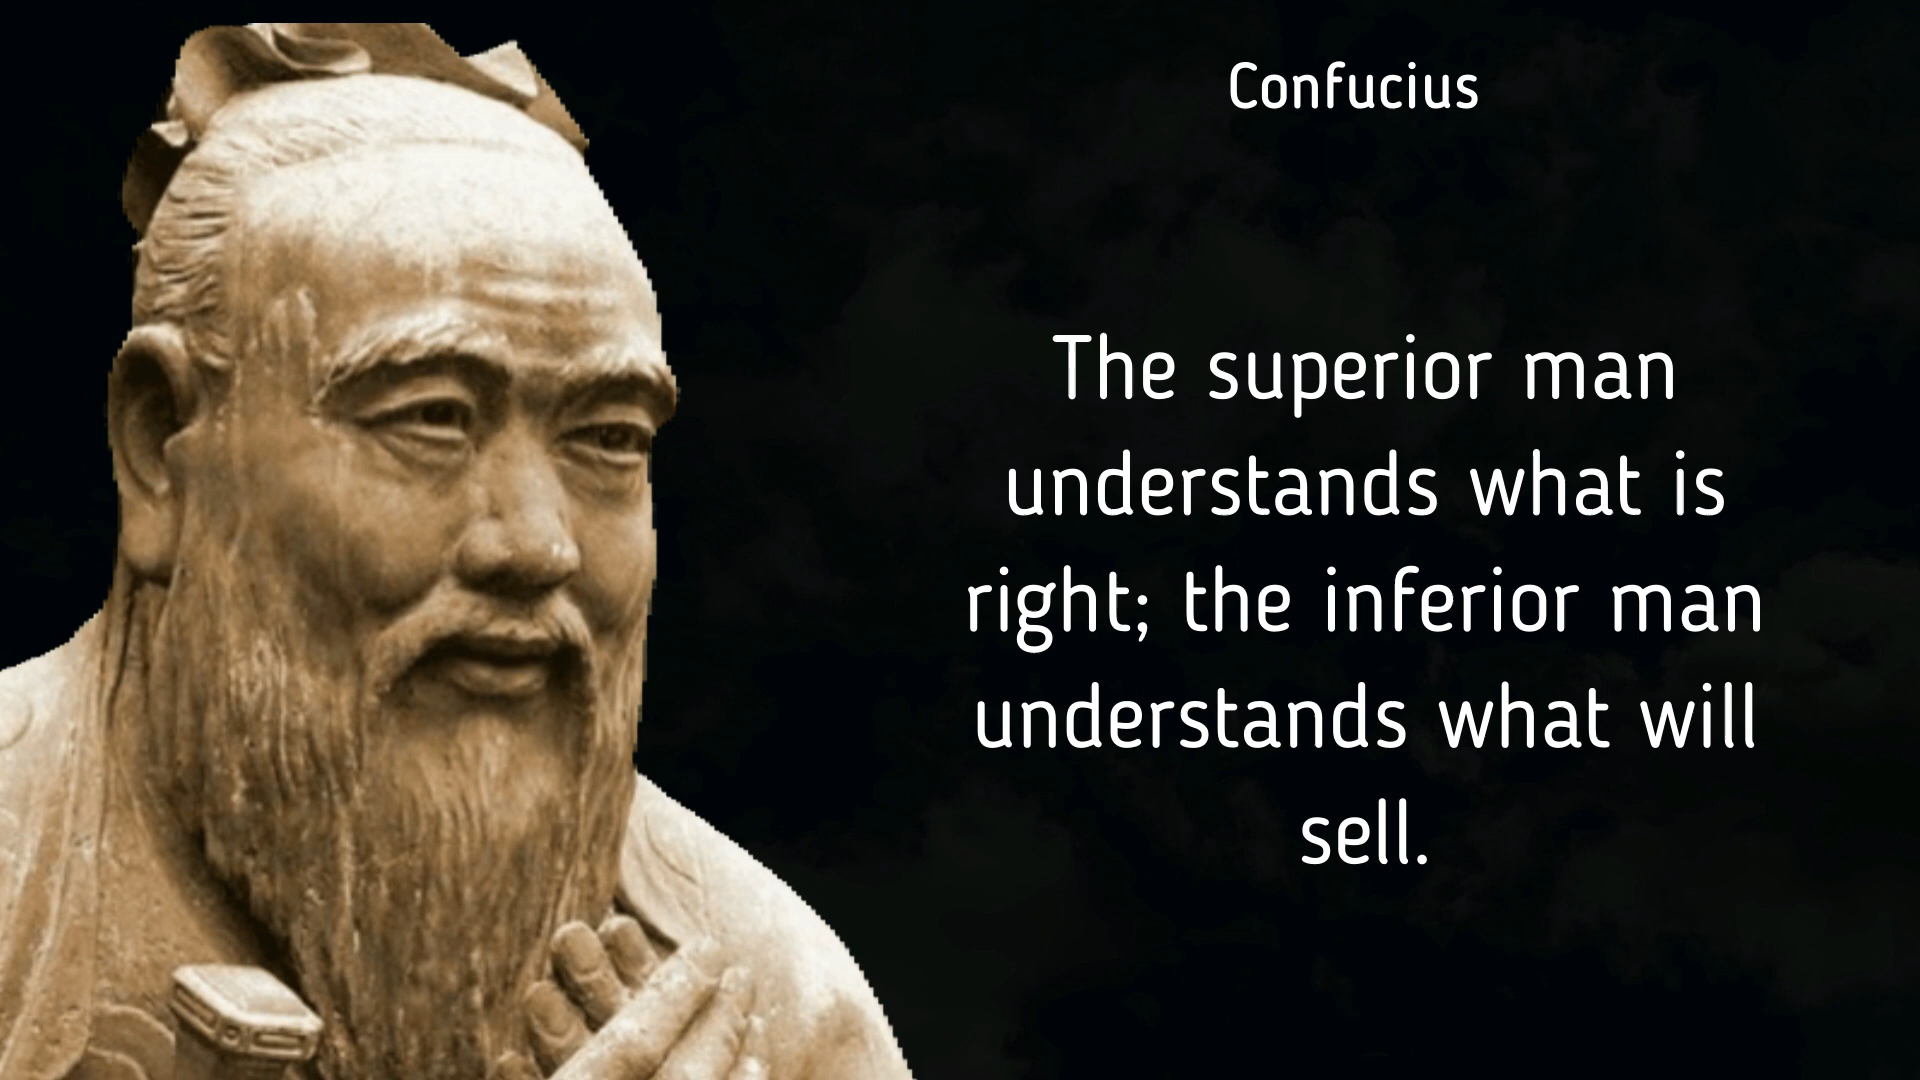 Confucius
The superior man
understands what is
right; the inferior man
understands what will
sell.